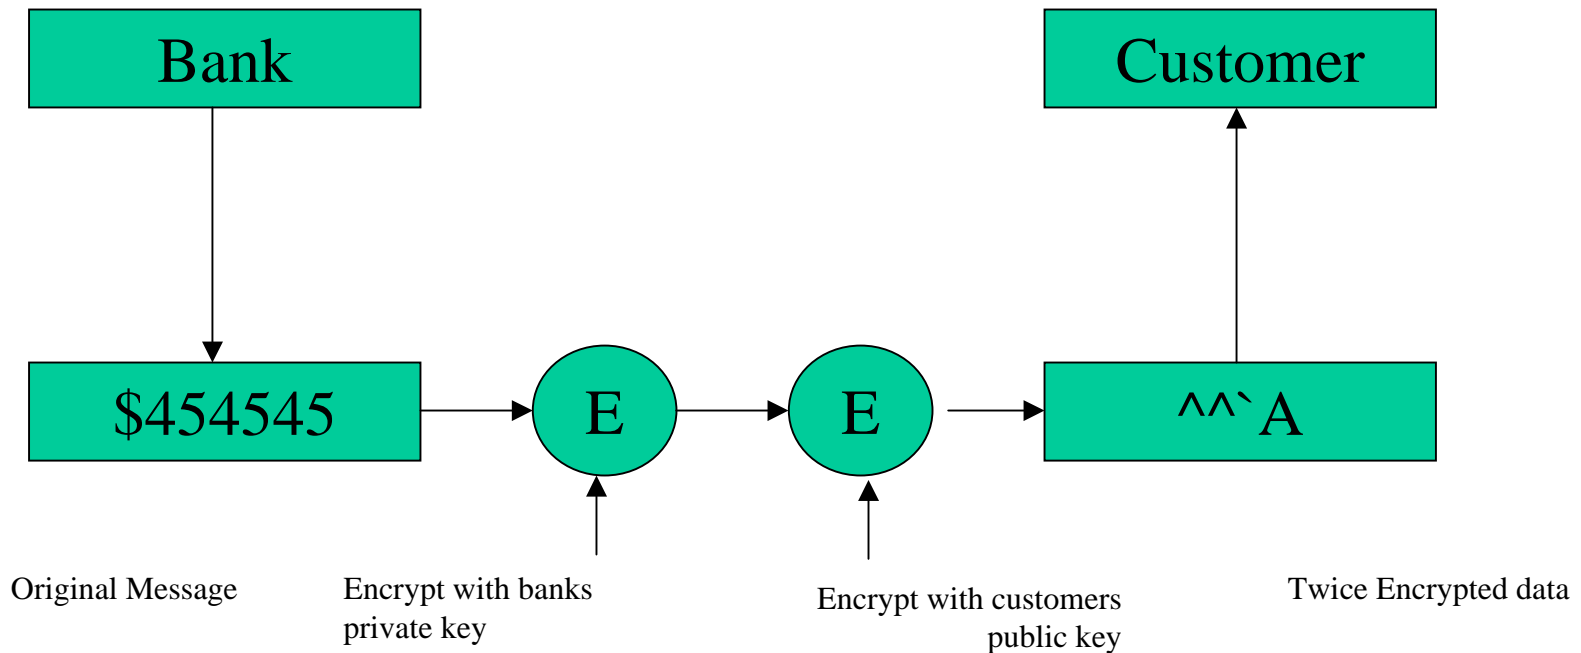 Bank
Customer
$454545
E
E
^^`A
Original Message
Encrypt with banks
private key
Encrypt with customers
public key
Twice Encrypted data